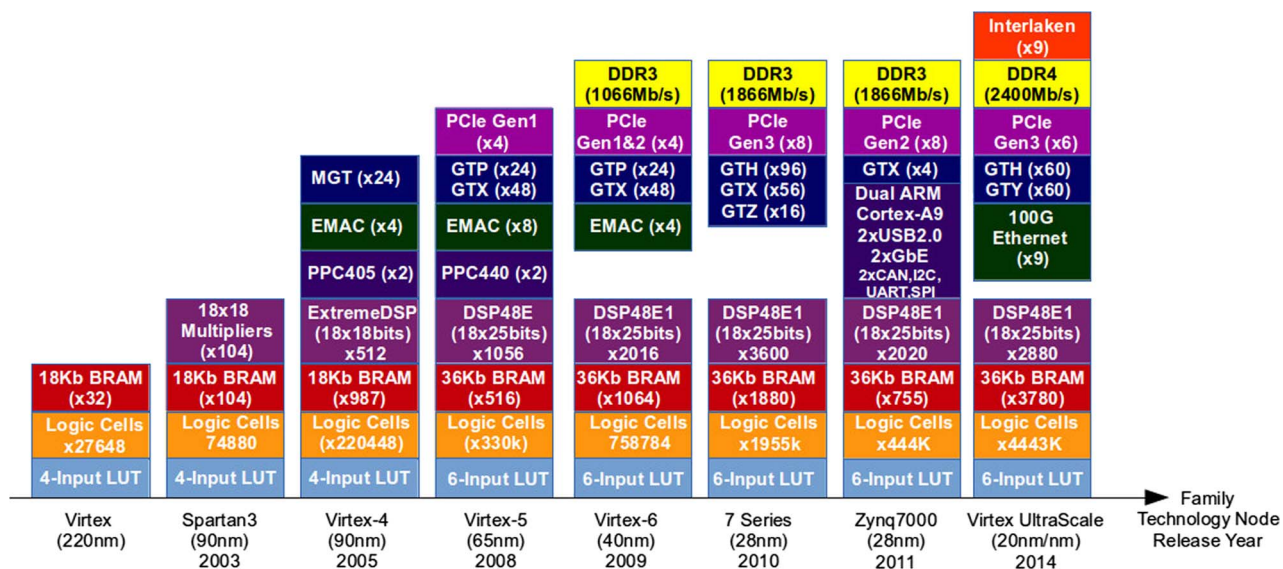 Virtex
(220nm)
4-Input LUT
Logic Cells
x27648
18Kb BRAM
(x32)
Spartan3
(90nm)
2003
4-Input LUT
Logic Cells
74880
18Kb BRAM
(x104)
18x18
Multipliers
(x104)
Virtex-4
(90nm)
2005
4-Input LUT
Logic Cells
(x220448)
18Kb BRAM
(x987)
ExtremeDSP
(18x18bits)
x512
PPC405 (x2)
EMAC (x4)
MGT (x24)
Virtex-5
(65nm)
2008
6-Input LUT
Logic Cells
(x330k)
36Kb BRAM
(x516)
DSP48E
(18x25bits)
x1056
PPC440 (x2)
EMAC (x8)
GTP (x24)
GTX (x48)
PCIe Gen1
(x4)
Virtex-6
(40nm)
2009
6-Input LUT
Logic Cells
758784
36Kb BRAM
(x1064)
DSP48E1
(18x25bits)
x2016
EMAC (x4)
GTP (x24)
GTX (x48)
PCIe
Gen1&2 (x4)
DDR3
(1066Mb/s)
7 Series
(28nm)
2010
6-Input LUT
Logic Cells
x1955k
36Kb BRAM
(x1880)
DSP48E1
(18x25bits)
x3600
GTH (x96)
GTX (x56)
GTZ (x16)
PCIe
Gen3 (x8)
DDR3
(1866Mb/s)
Zynq7000
(28nm)
2011
6-Input LUT
Logic Cells
x444K
36Kb BRAM
(x755)
DSP48E1
(18x25bits)
x2020
Dual ARM
Cortex-A9
2xUSB2.0
2xGbE
2xCAN,I2C,
UART,SPI
GTX (x4)
PCIe
Gen2 (x8)
DDR3
(1866Mb/s)
Virtex UltraScale
(20nm/nm)
2014
6-Input LUT
Logic Cells
x4443K
36Kb BRAM
(x3780)
DSP48E1
(18x25bits)
x2880
100G
Ethernet
(x9)
GTH (x60)
GTY (x60)
PCIe
Gen3 (x6)
DDR4
(2400Mb/s)
Interlaken
(x9)
Family
Technology Node
Release Year